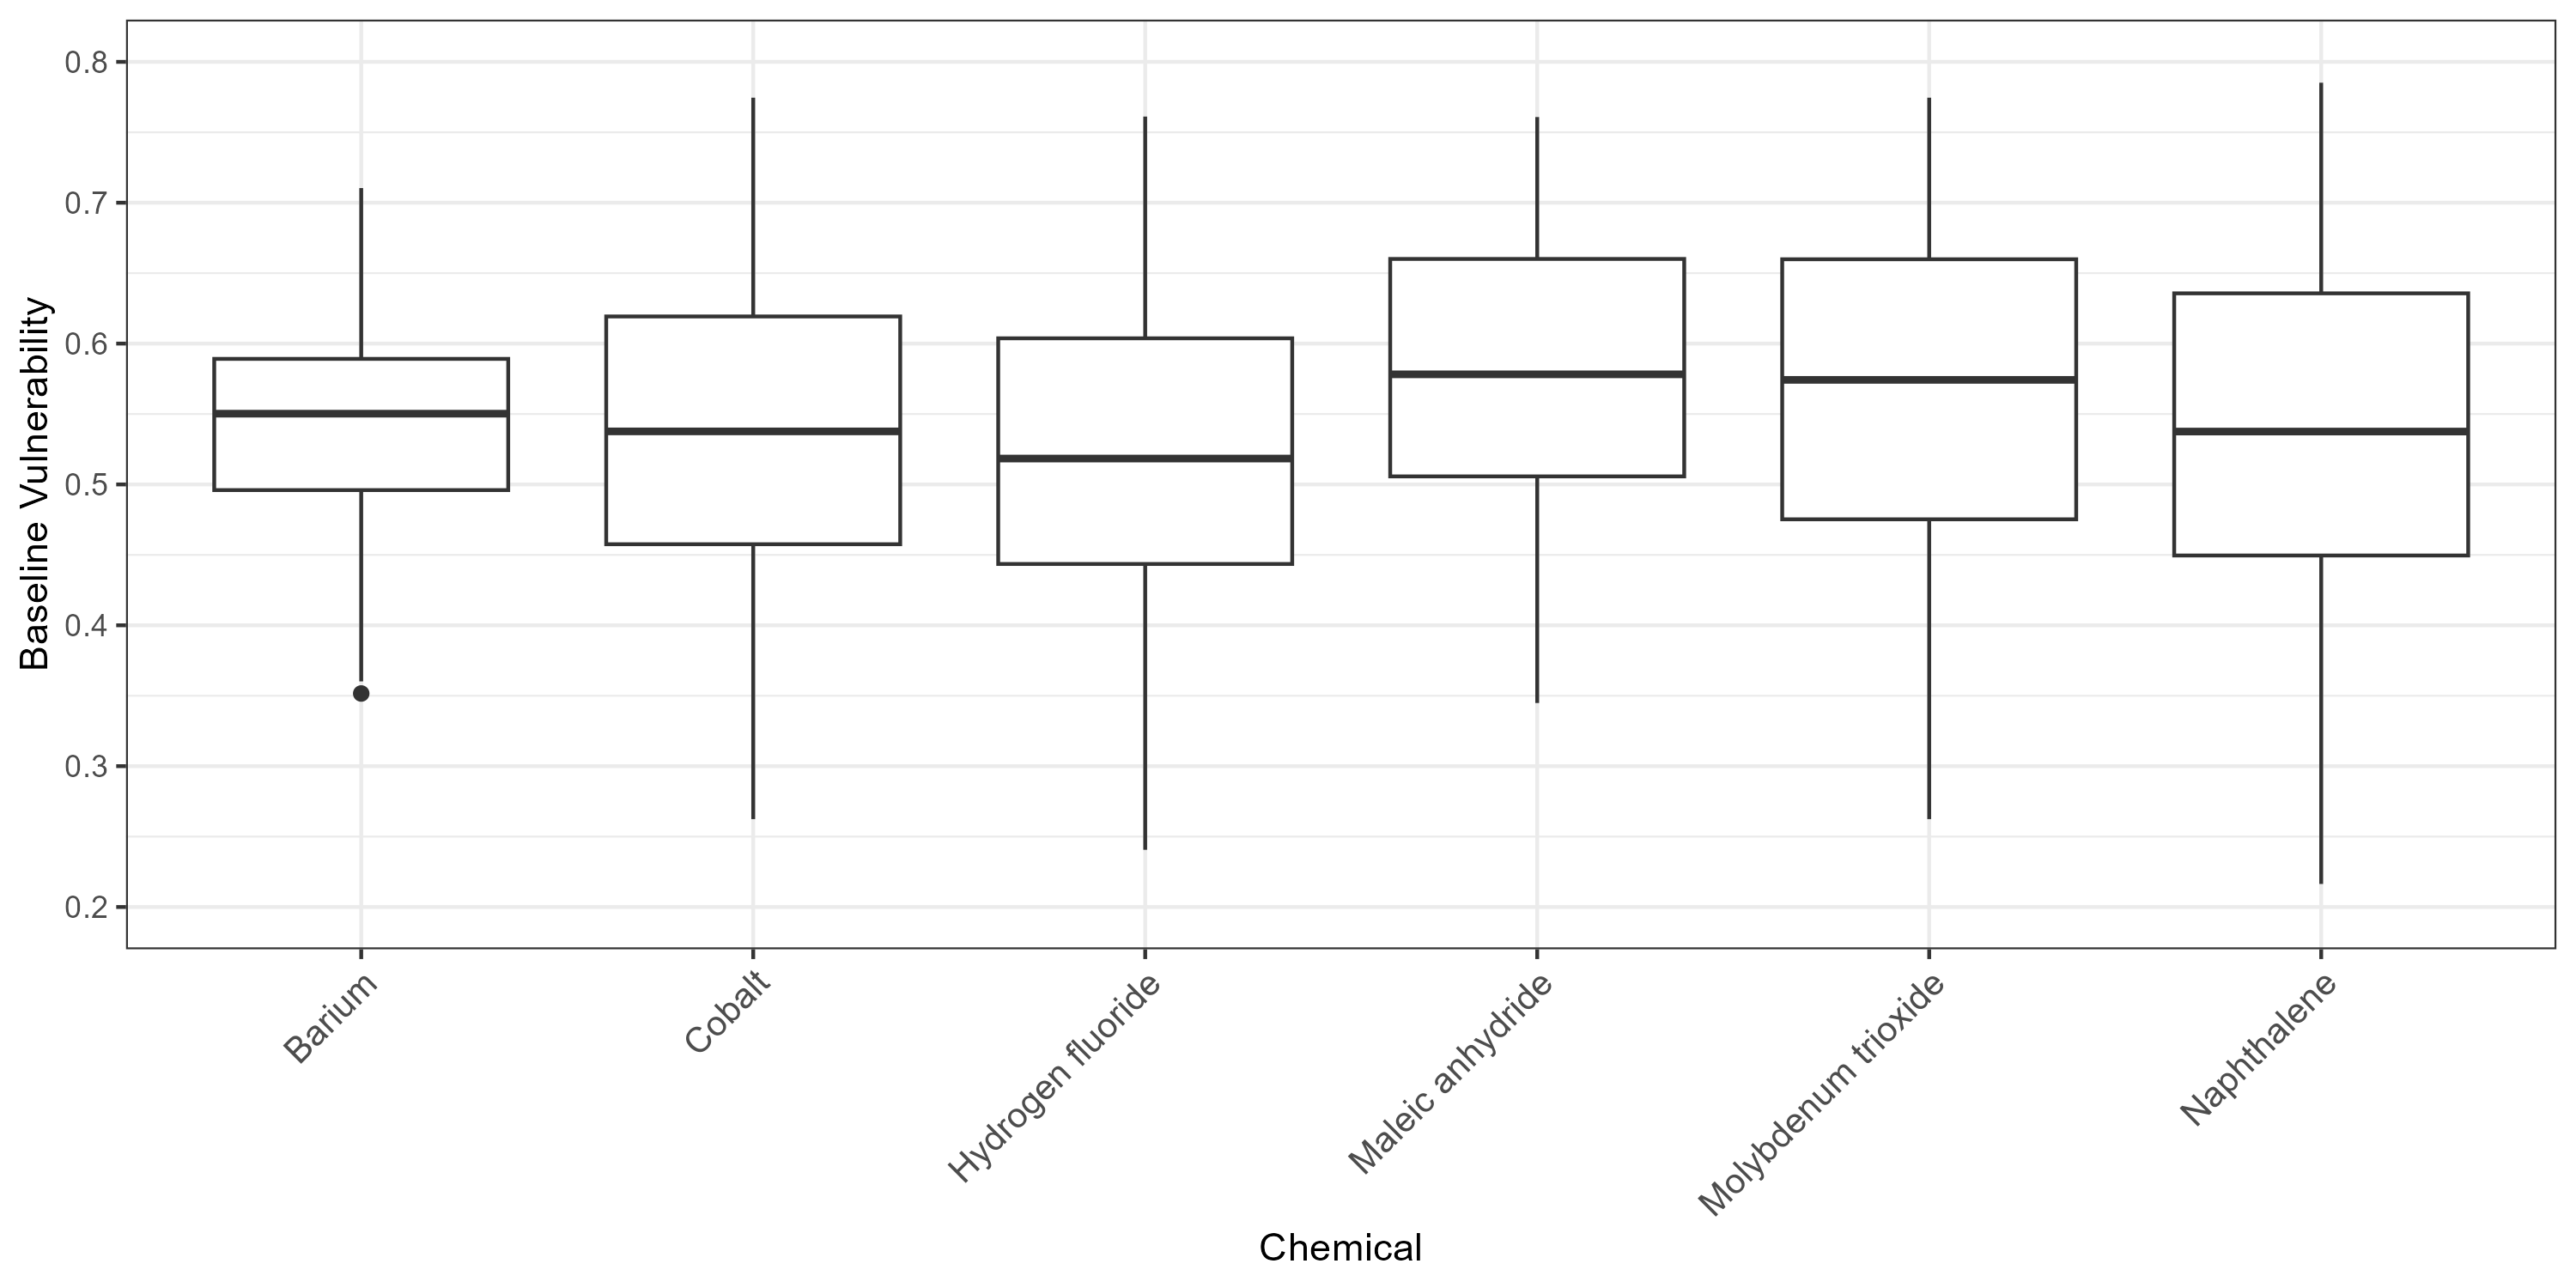 Baseline Vulnerability
0.8
0.7
0.6
0.5
0.4
0.3
0.2
Barium
Cobalt
Hydrogen fluoride
Maleic anhydride
Molybdenum trioxide
Naphthalene
Chemical